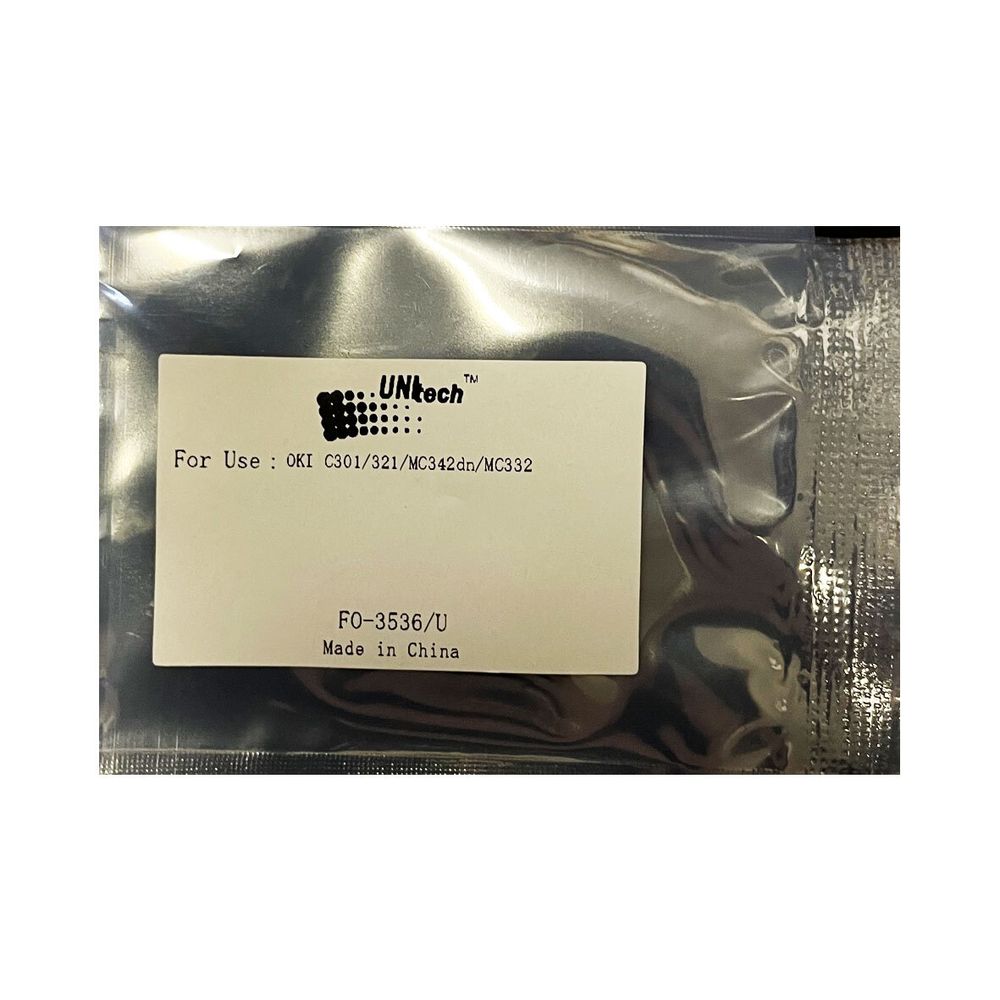 UNItech™
For Use : OKI C301/321/MC342dn/MC332
FO-3536/U
Made in China